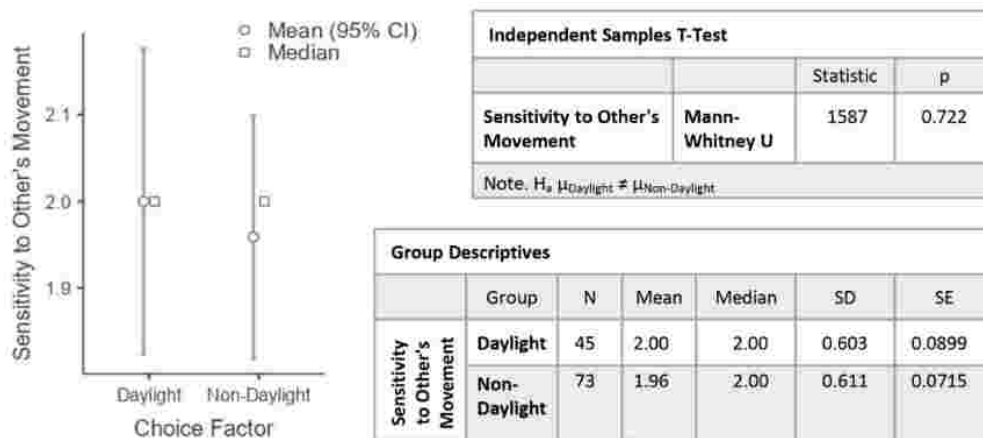 Mean (95% CI)
Median
Sensitivity to Other's Movement
2.1
2.0
1.9
Daylight Non-Daylight
Choice Factor
Independent Samples T-Test
Statistic p
Sensitivity to Other's Mann- 1587 0.722
Movement Whitney U
Note. Hₐ μDaylight ≠ μNon-Daylight
Group Descriptives
Group N Mean Median SD SE
Sensitivity
to Other's
Movement
Daylight 45 2.00 2.00 0.603 0.0899
Non- 73 1.96 2.00 0.611 0.0715
Daylight